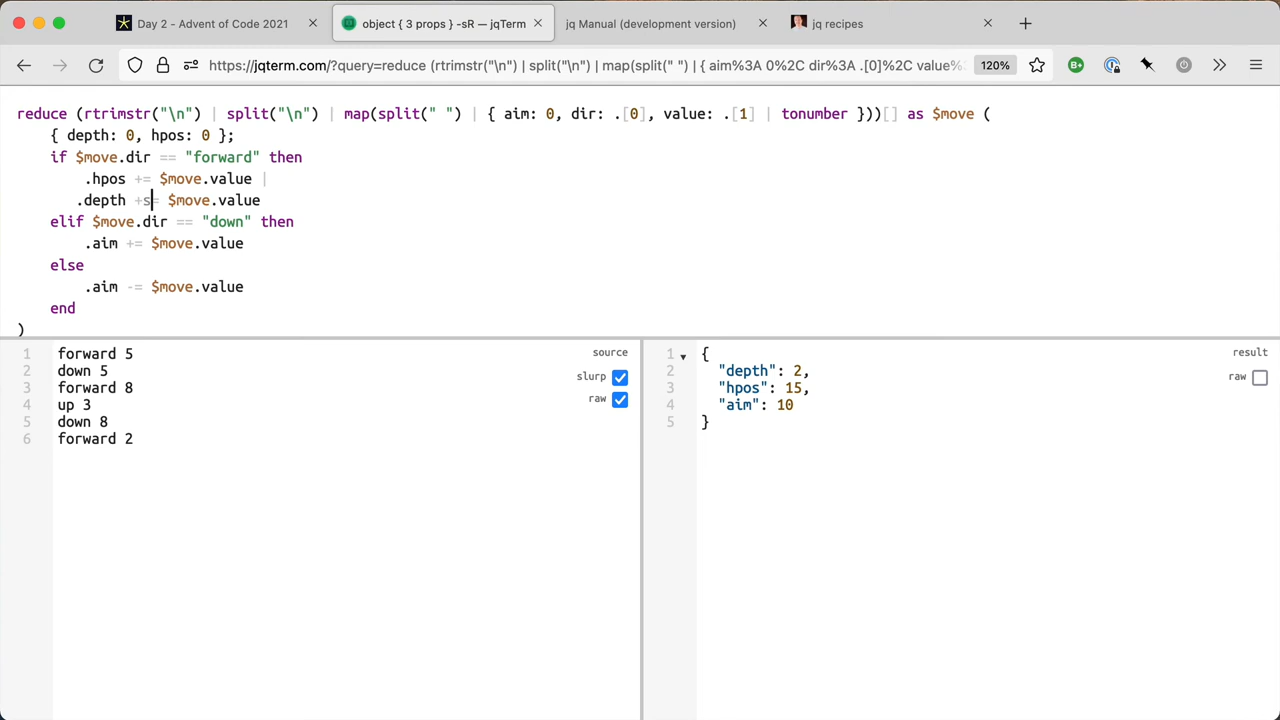 Day 2 - Advent of Code 2021
object { 3 props } -sR — jqTerm
jq Manual (development version)
jq recipes
https://jqterm.com/?query=reduce (rtrimstr("\n") | split("\n") | map(split(" ") | { aim%3A 0%2C dir%3A .[0]%2C value%
120%
B+
reduce (rtrimstr("\n") | split("\n") | map(split(" ") | { aim: 0, dir: .[0], value: .[1] | tonumber }))[] as $move (
{ depth: 0, hpos: 0 };
if $move.dir == "forward" then
.hpos += $move.value |
.depth +s= $move.value
elif $move.dir == "down" then
.aim += $move.value
else
.aim -= $move.value
end
)
1 forward 5
2 down 5
3 forward 8
4 up 3
5 down 8
6 forward 2
source
slurp
raw
1 {
2 "depth": 2,
3 "hpos": 15,
4 "aim": 10
5 }
result
raw